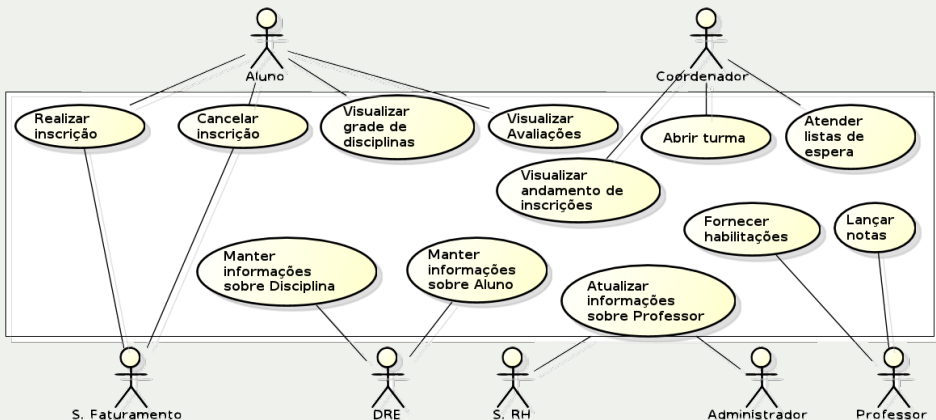 Aluno
Coordenador
Realizar
inscrição
Cancelar
inscrição
Visualizar
grade de
disciplinas
Visualizar
Avaliações
Abrir turma
Atender
listas de
espera
Visualizar
andamento de
inscrições
Fornecer
habilitações
Lançar
notas
Manter
informações
sobre Disciplina
Manter
informações
sobre Aluno
Atualizar
informações
sobre Professor
S. Faturamento
DRE
S. RH
Administrador
Professor